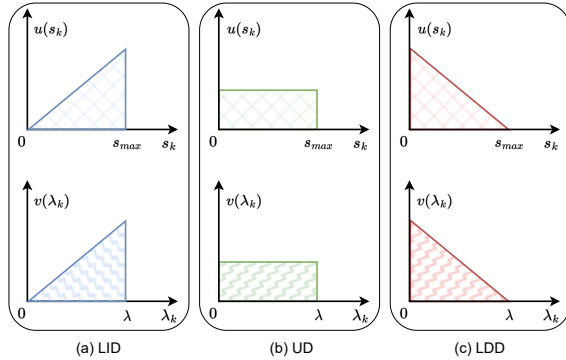 u(s_k)
0
s_max
s_k
v(λ_k)
0
λ
λ_k
(a) LID
u(s_k)
0
s_max
s_k
v(λ_k)
0
λ
λ_k
(b) UD
u(s_k)
0
s_max
s_k
v(λ_k)
0
λ
λ_k
(c) LDD